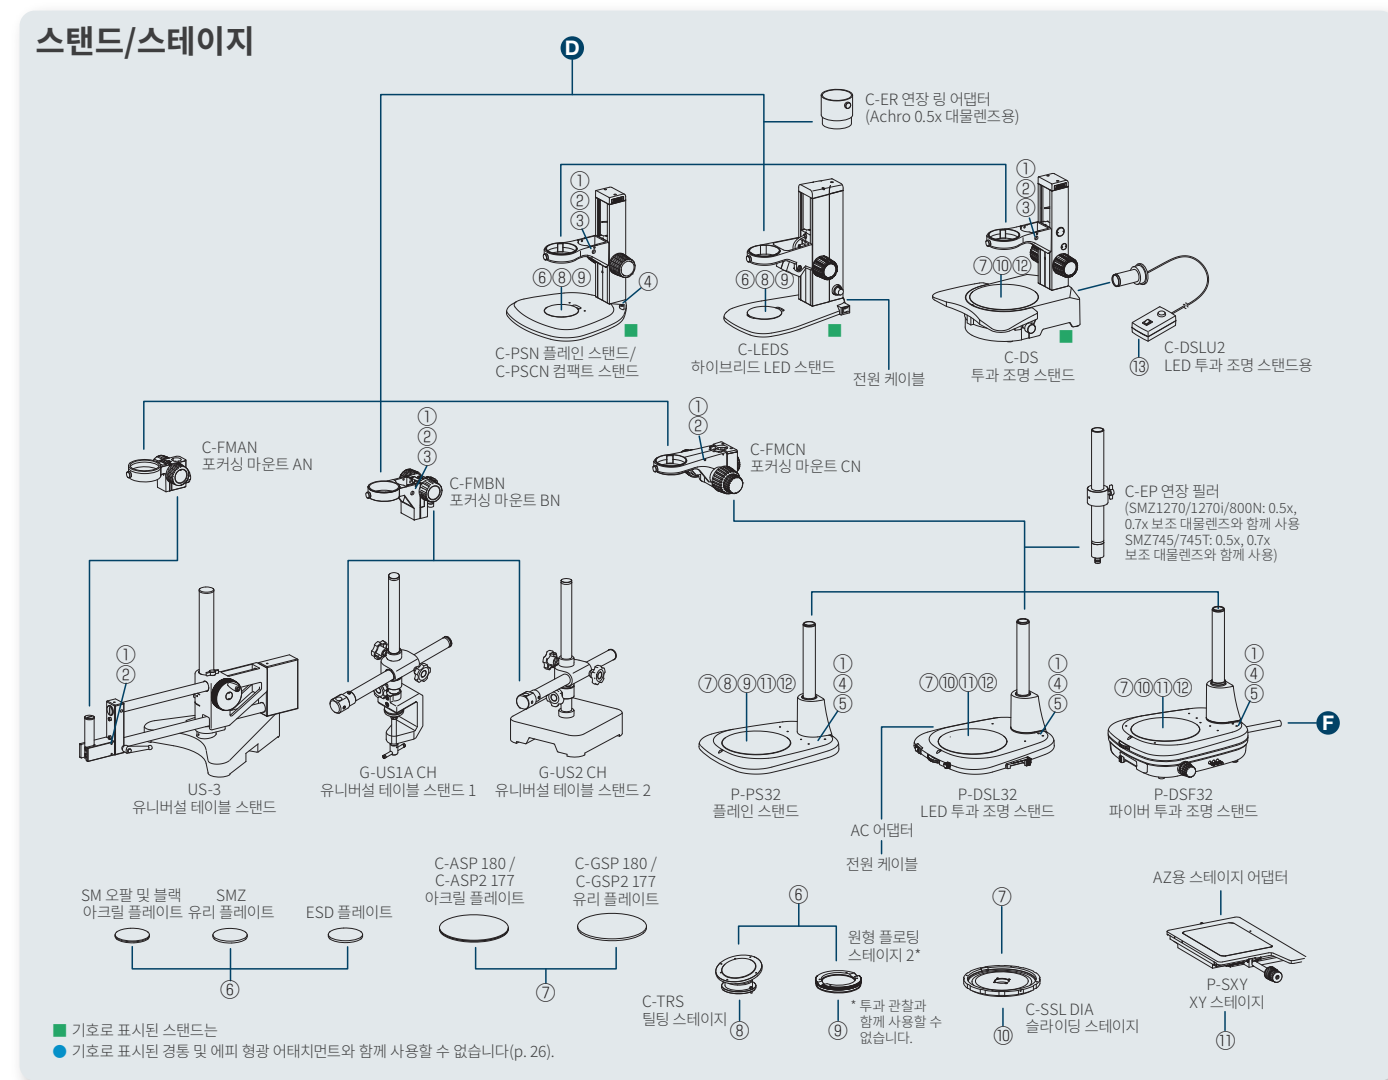 스탠드/스테이지
D
C-ER 연장 링 어댑터
(Achro 0.5x 대물렌즈용)
①
②
③
⑥⑧⑨
④
C-PSN 플레인 스탠드/
C-PSCN 컴팩트 스탠드
⑥⑧⑨
C-LEDS
하이브리드 LED 스탠드
전원 케이블
①
②
③
⑦⑩⑫
C-DS
투과 조명 스탠드
⑬
C-DSLU2
LED 투과 조명 스탠드용
C-FMAN
포커싱 마운트 AN
①
②
③
C-FMBN
포커싱 마운트 BN
①
②
C-FMCN
포커싱 마운트 CN
C-EP 연장 필러
(SMZ1270/1270i/800N: 0.5x,
0.7x 보조 대물렌즈와 함께 사용
SMZ745/745T: 0.5x, 0.7x
보조 대물렌즈와 함께 사용)
①
②
US-3
유니버설 테이블 스탠드
G-US1A CH
유니버설 테이블 스탠드 1
G-US2 CH
유니버설 테이블 스탠드 2
⑦⑧⑨⑪⑫
①
④
⑤
P-PS32
플레인 스탠드
⑦⑩⑪⑫
①
④
⑤
P-DSL32
LED 투과 조명 스탠드
AC 어댑터
전원 케이블
⑦⑩⑪⑫
①
④
⑤
F
P-DSF32
파이버 투과 조명 스탠드
SM 오팔 및 블랙
아크릴 플레이트
SMZ
유리 플레이트
ESD 플레이트
⑥
C-ASP 180 /
C-ASP2 177
아크릴 플레이트
C-GSP 180 /
C-GSP2 177
유리 플레이트
⑦
⑥
C-TRS
틸팅 스테이지
⑧
원형 플로팅
스테이지 2*
⑨
* 투과 관찰과
함께 사용할 수
없습니다.
⑦
C-SSL DIA
슬라이딩 스테이지
⑩
AZ용 스테이지 어댑터
P-SXY
XY 스테이지
⑪
■ 기호로 표시된 스탠드는
● 기호로 표시된 경통 및 에피 형광 어태치먼트와 함께 사용할 수 없습니다(p. 26).